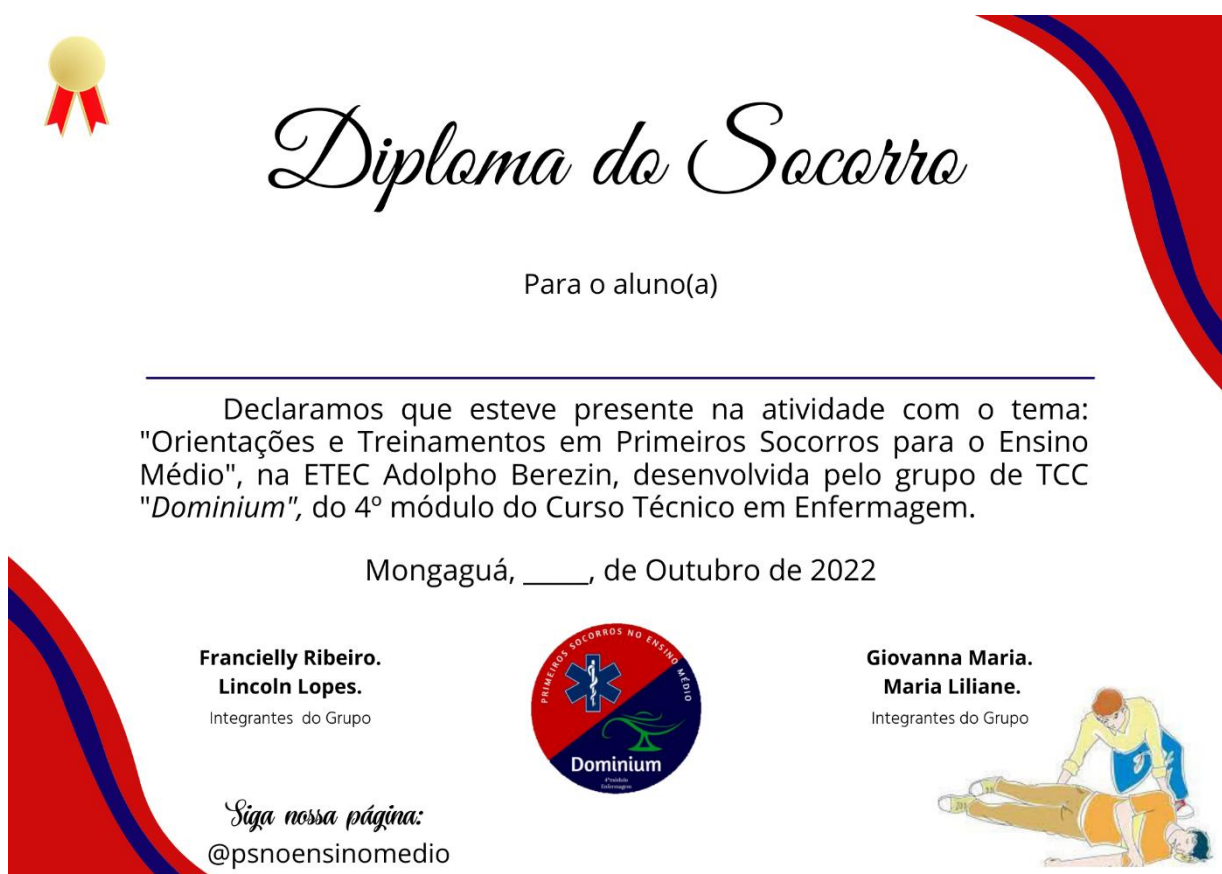 Diploma do Socorro
Para o aluno(a)
Declaramos que esteve presente na atividade com o tema:
"Orientações e Treinamentos em Primeiros Socorros para o Ensino
Médio", na ETEC Adolpho Berezin, desenvolvida pelo grupo de TCC
"Dominium", do 4º módulo do Curso Técnico em Enfermagem.
Mongaguá, _____, de Outubro de 2022
Francielly Ribeiro.
Lincoln Lopes.
Integrantes do Grupo
PRIMEIROS SOCORROS NO ENSINO MÉDIO
Dominium
4º módulo
Enfermagem
Giovanna Maria.
Maria Liliane.
Integrantes do Grupo
Siga nossa página:
@psnoensinomedio